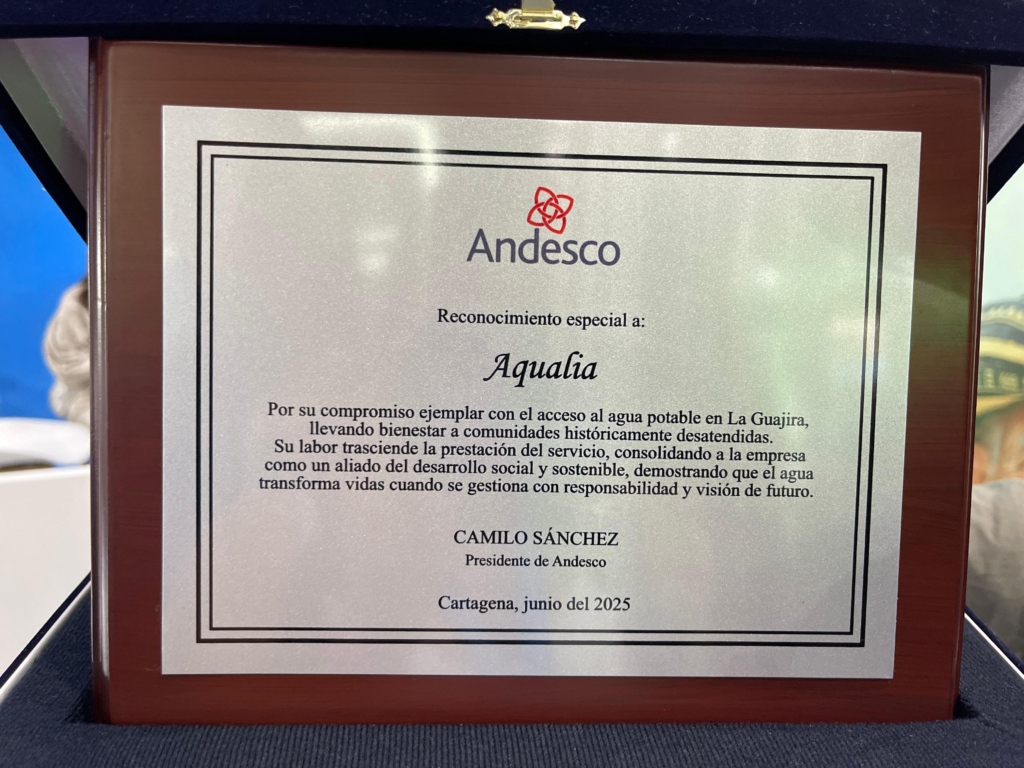 Andesco
Reconocimiento especial a:
Aqualia
Por su compromiso ejemplar con el acceso al agua potable en La Guajira,
llevando bienestar a comunidades históricamente desatendidas.
Su labor trasciende la prestación del servicio, consolidando a la empresa
como un aliado del desarrollo social y sostenible, demostrando que el agua
transforma vidas cuando se gestiona con responsabilidad y visión de futuro.
CAMILO SÁNCHEZ
Presidente de Andesco
Cartagena, junio del 2025